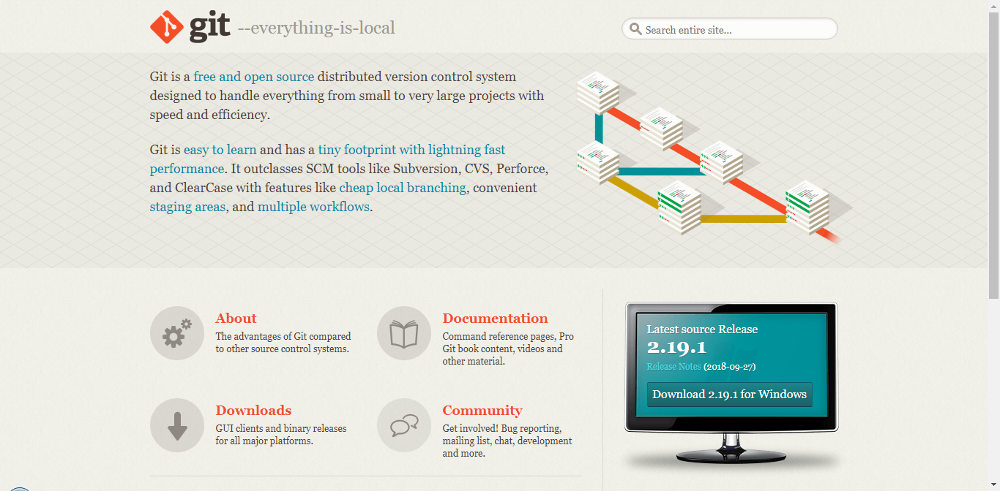 git --everything-is-local
Search entire site...
Git is a free and open source distributed version control system
designed to handle everything from small to very large projects with
speed and efficiency.
Git is easy to learn and has a tiny footprint with lightning fast
performance. It outclasses SCM tools like Subversion, CVS, Perforce,
and ClearCase with features like cheap local branching, convenient
staging areas, and multiple workflows.
About
The advantages of Git compared
to other source control systems.
Documentation
Command reference pages, Pro
Git book content, videos and
other material.
Downloads
GUI clients and binary releases
for all major platforms.
Community
Get involved! Bug reporting,
mailing list, chat, development
and more.
Latest source Release
2.19.1
Release Notes (2018-09-27)
Download 2.19.1 for Windows